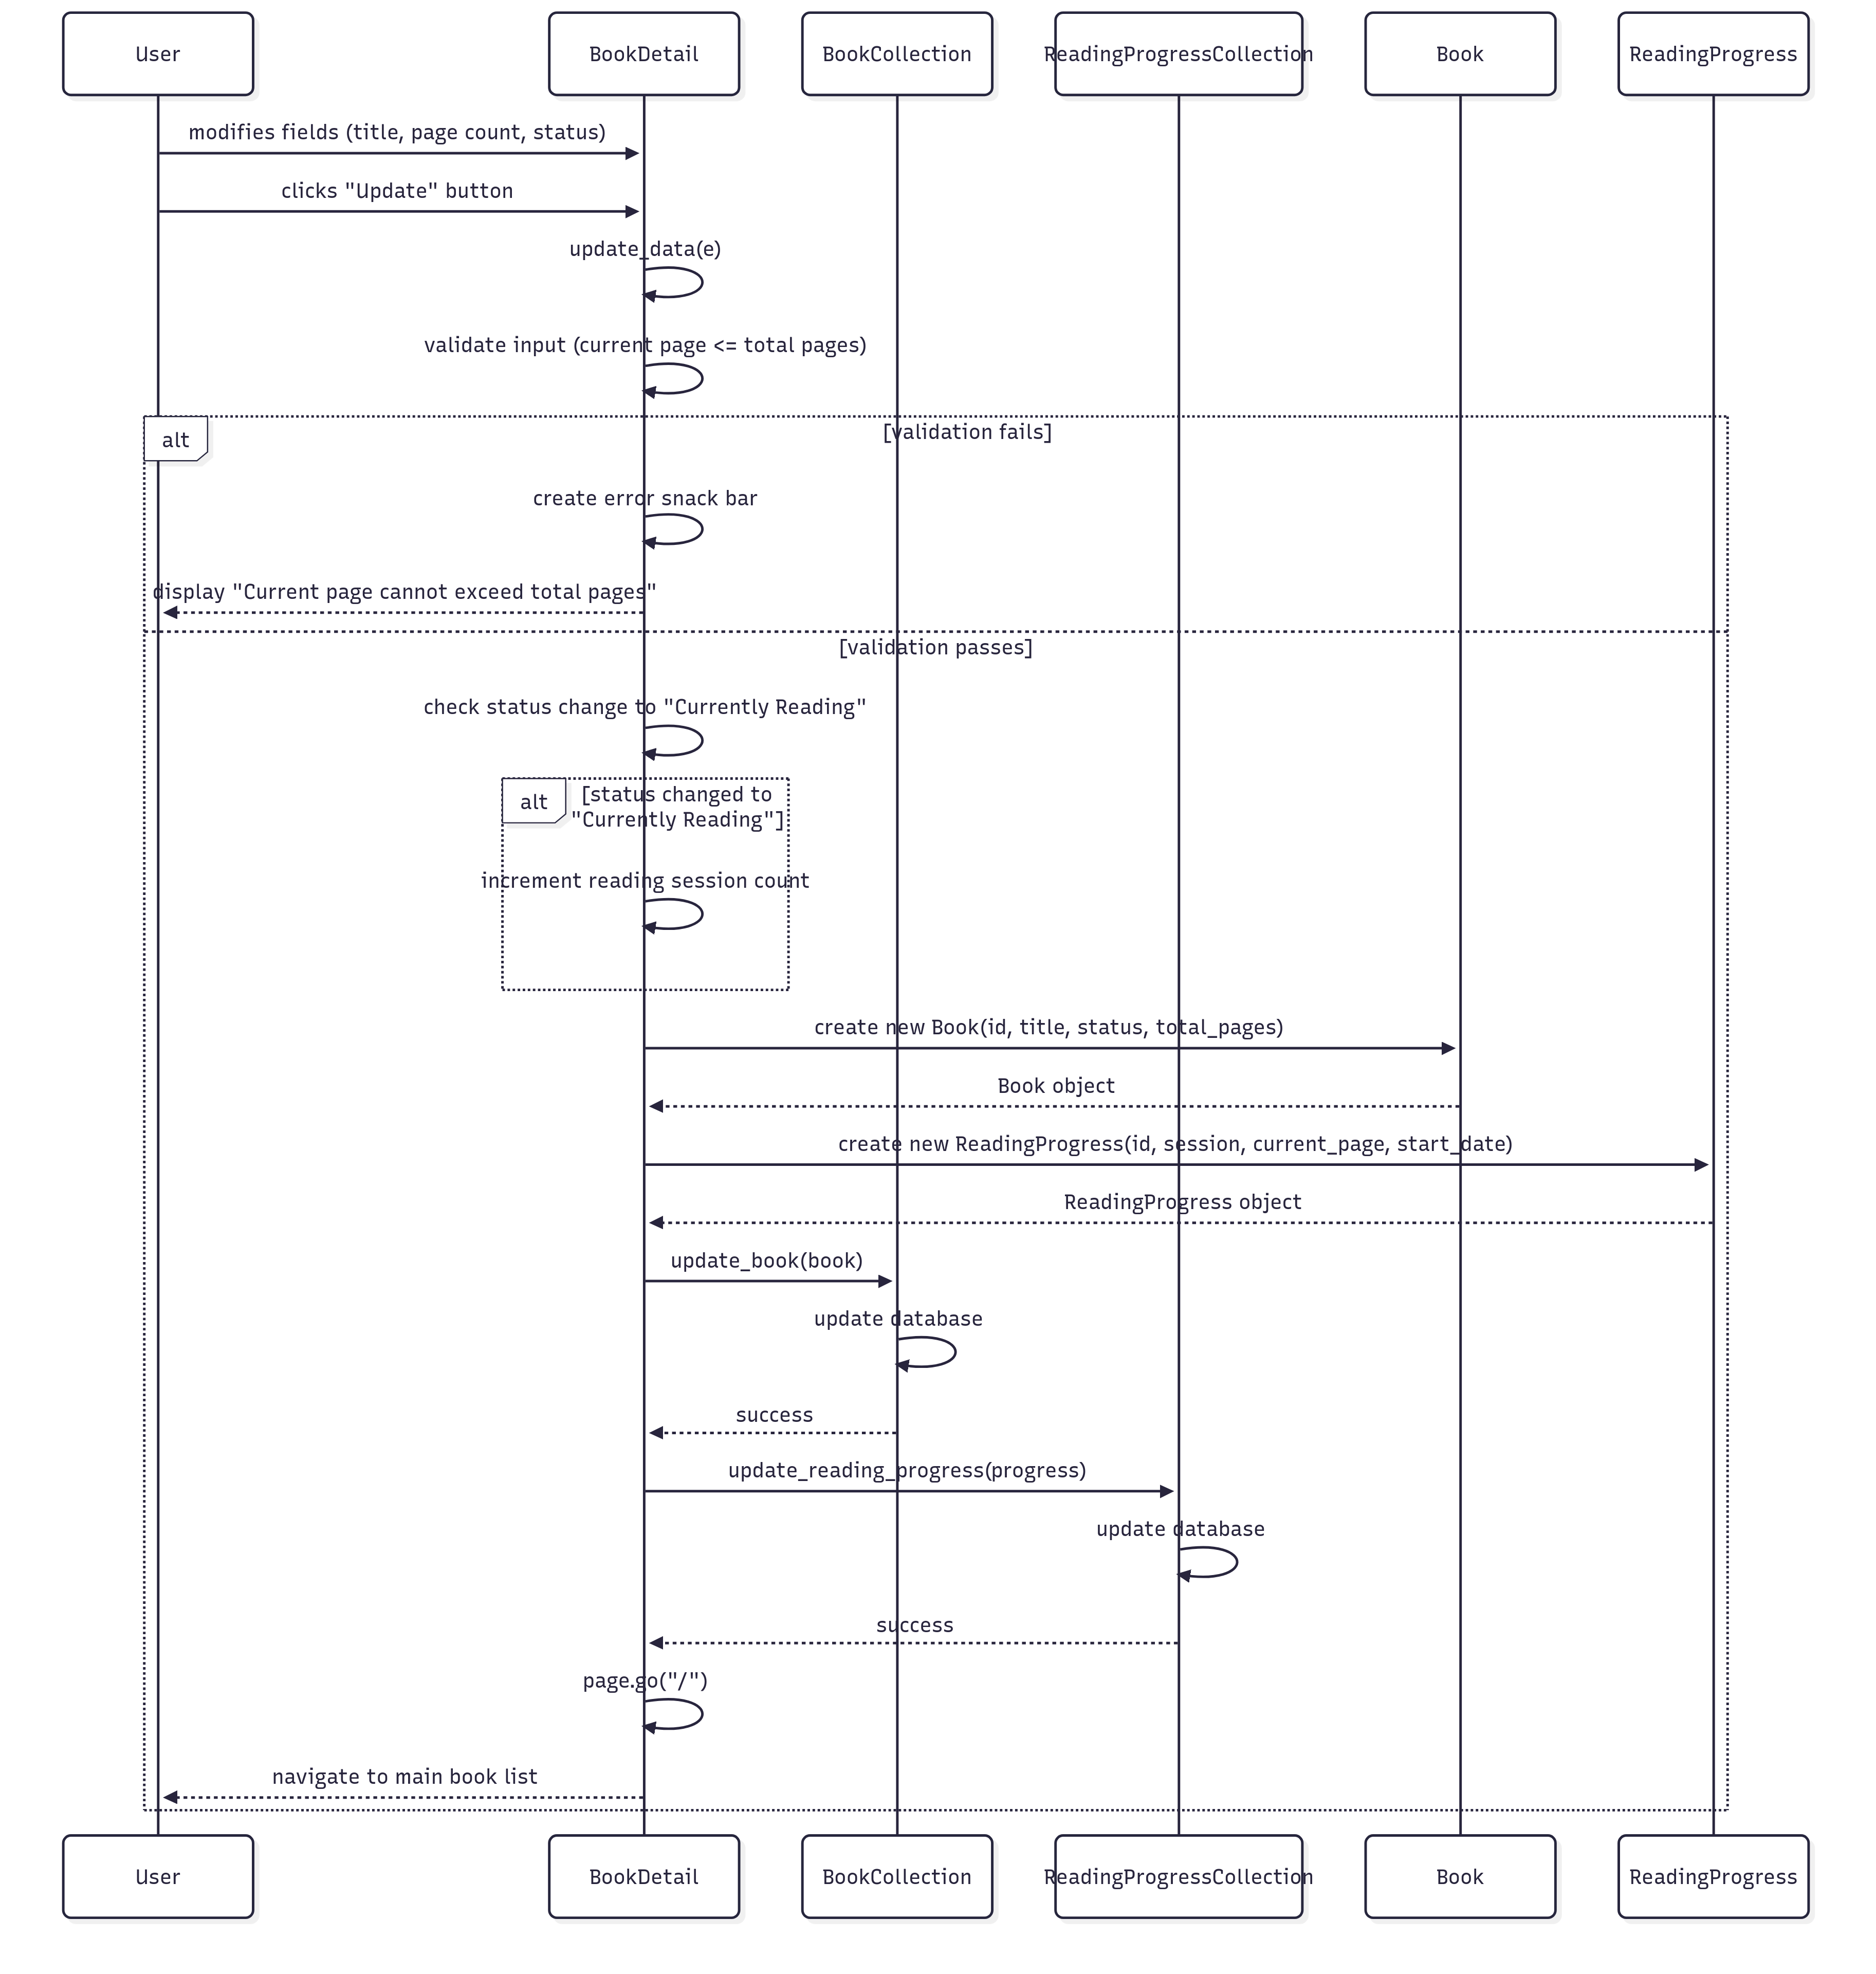 User
BookDetail
BookCollection
ReadingProgressCollection
Book
ReadingProgress
modifies fields (title, page count, status)
clicks "Update" button
update_data(e)
validate input (current page <= total pages)
alt
[validation fails]
create error snack bar
display "Current page cannot exceed total pages"
[validation passes]
check status change to "Currently Reading"
alt
[status changed to
"Currently Reading"]
increment reading session count
create new Book(id, title, status, total_pages)
Book object
create new ReadingProgress(id, session, current_page, start_date)
ReadingProgress object
update_book(book)
update database
success
update_reading_progress(progress)
update database
success
page.go("/")
navigate to main book list
User
BookDetail
BookCollection
ReadingProgressCollection
Book
ReadingProgress